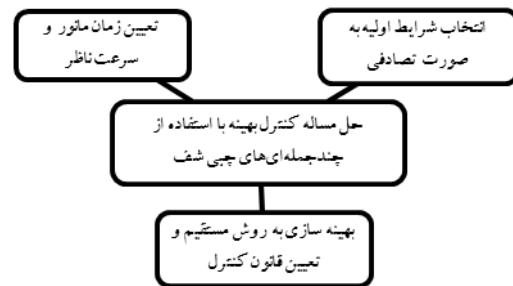 انتخاب شرایط اولیه به
صورت تصادفی
تعیین زمان مانور و
سرعت ناظر
حل مساله کنترل بهینه با استفاده از
چندجمله‌ای‌های چبی شف
بهینه سازی به روش مستقیم و
تعیین قانون کنترل